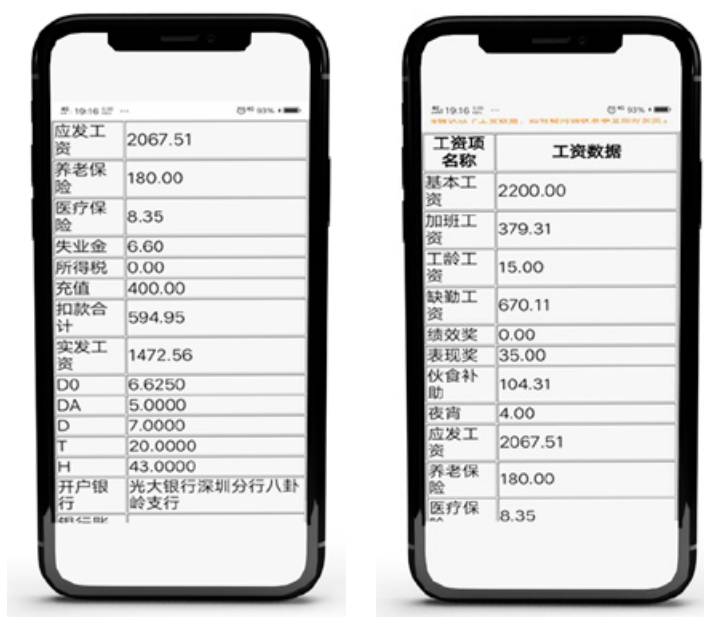 19:16
93%
应发工
资
2067.51
养老保
险
180.00
医疗保
险
8.35
失业金 6.60
所得税 0.00
充值 400.00
扣款合
计
594.95
实发工
资
1472.56
D0 6.6250
DA 5.0000
D 7.0000
T 20.0000
H 43.0000
开户银
行
光大银行深圳分行八卦
岭支行
19:16
93%
工资项
名称
工资数据
基本工
资
2200.00
加班工
资
379.31
工龄工
资
15.00
缺勤工
资
670.11
绩效奖 0.00
表现奖 35.00
伙食补
助
104.31
夜宵 4.00
应发工
资
2067.51
养老保
险
180.00
医疗保
8.35